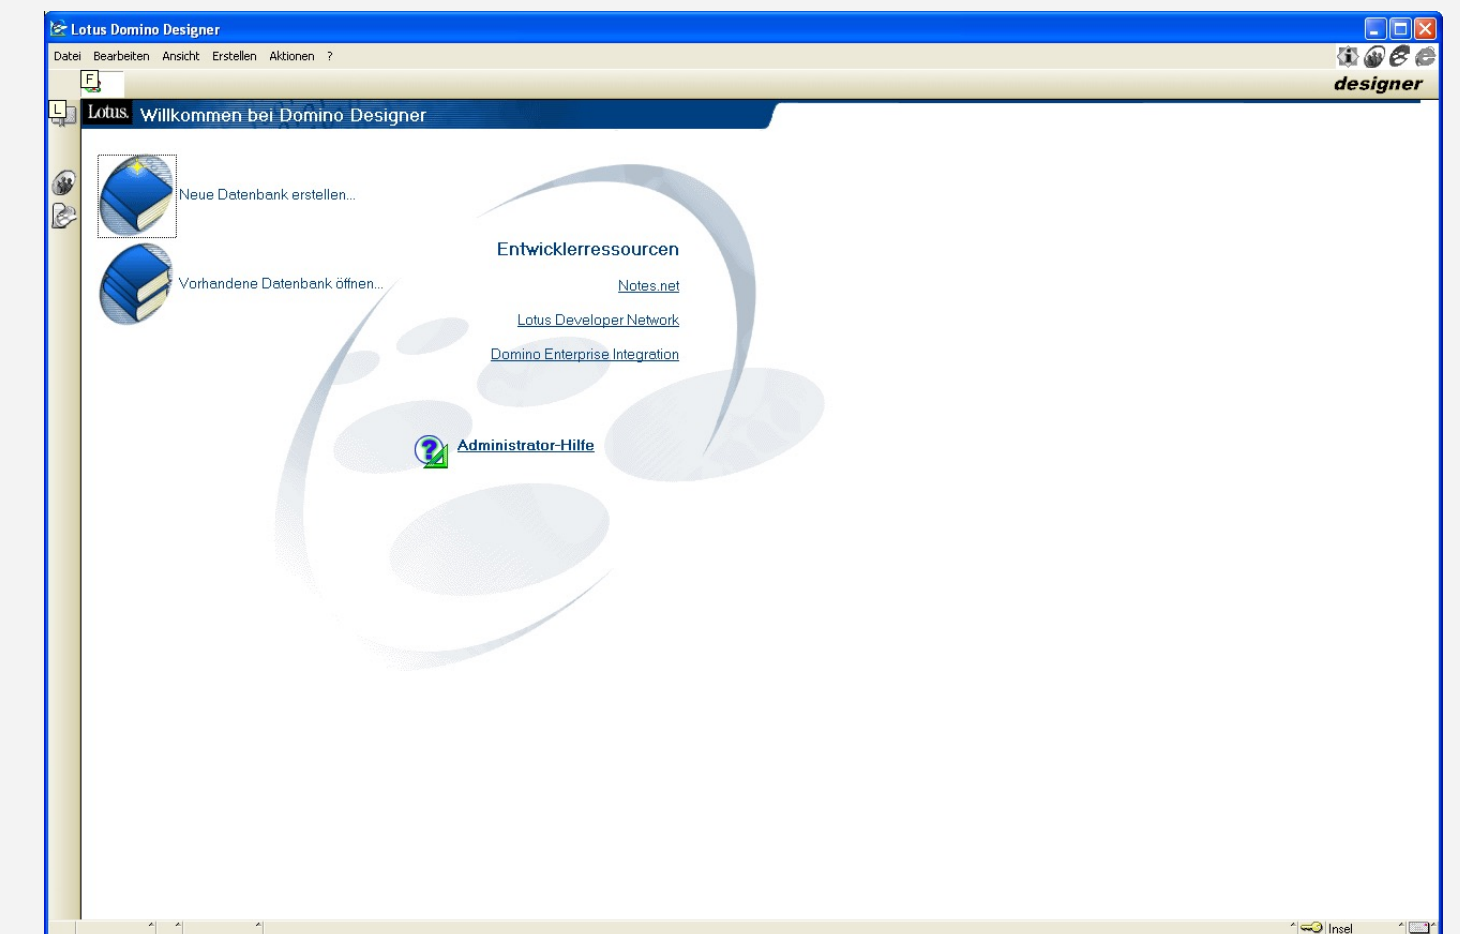 Lotus Domino Designer
Datei Bearbeiten Ansicht Erstellen Aktionen ?
F
designer
L
Lotus. Willkommen bei Domino Designer
Neue Datenbank erstellen...
Entwicklerressourcen
Vorhandene Datenbank öffnen...
Notes.net
Lotus Developer Network
Domino Enterprise Integration
Administrator-Hilfe
Insel